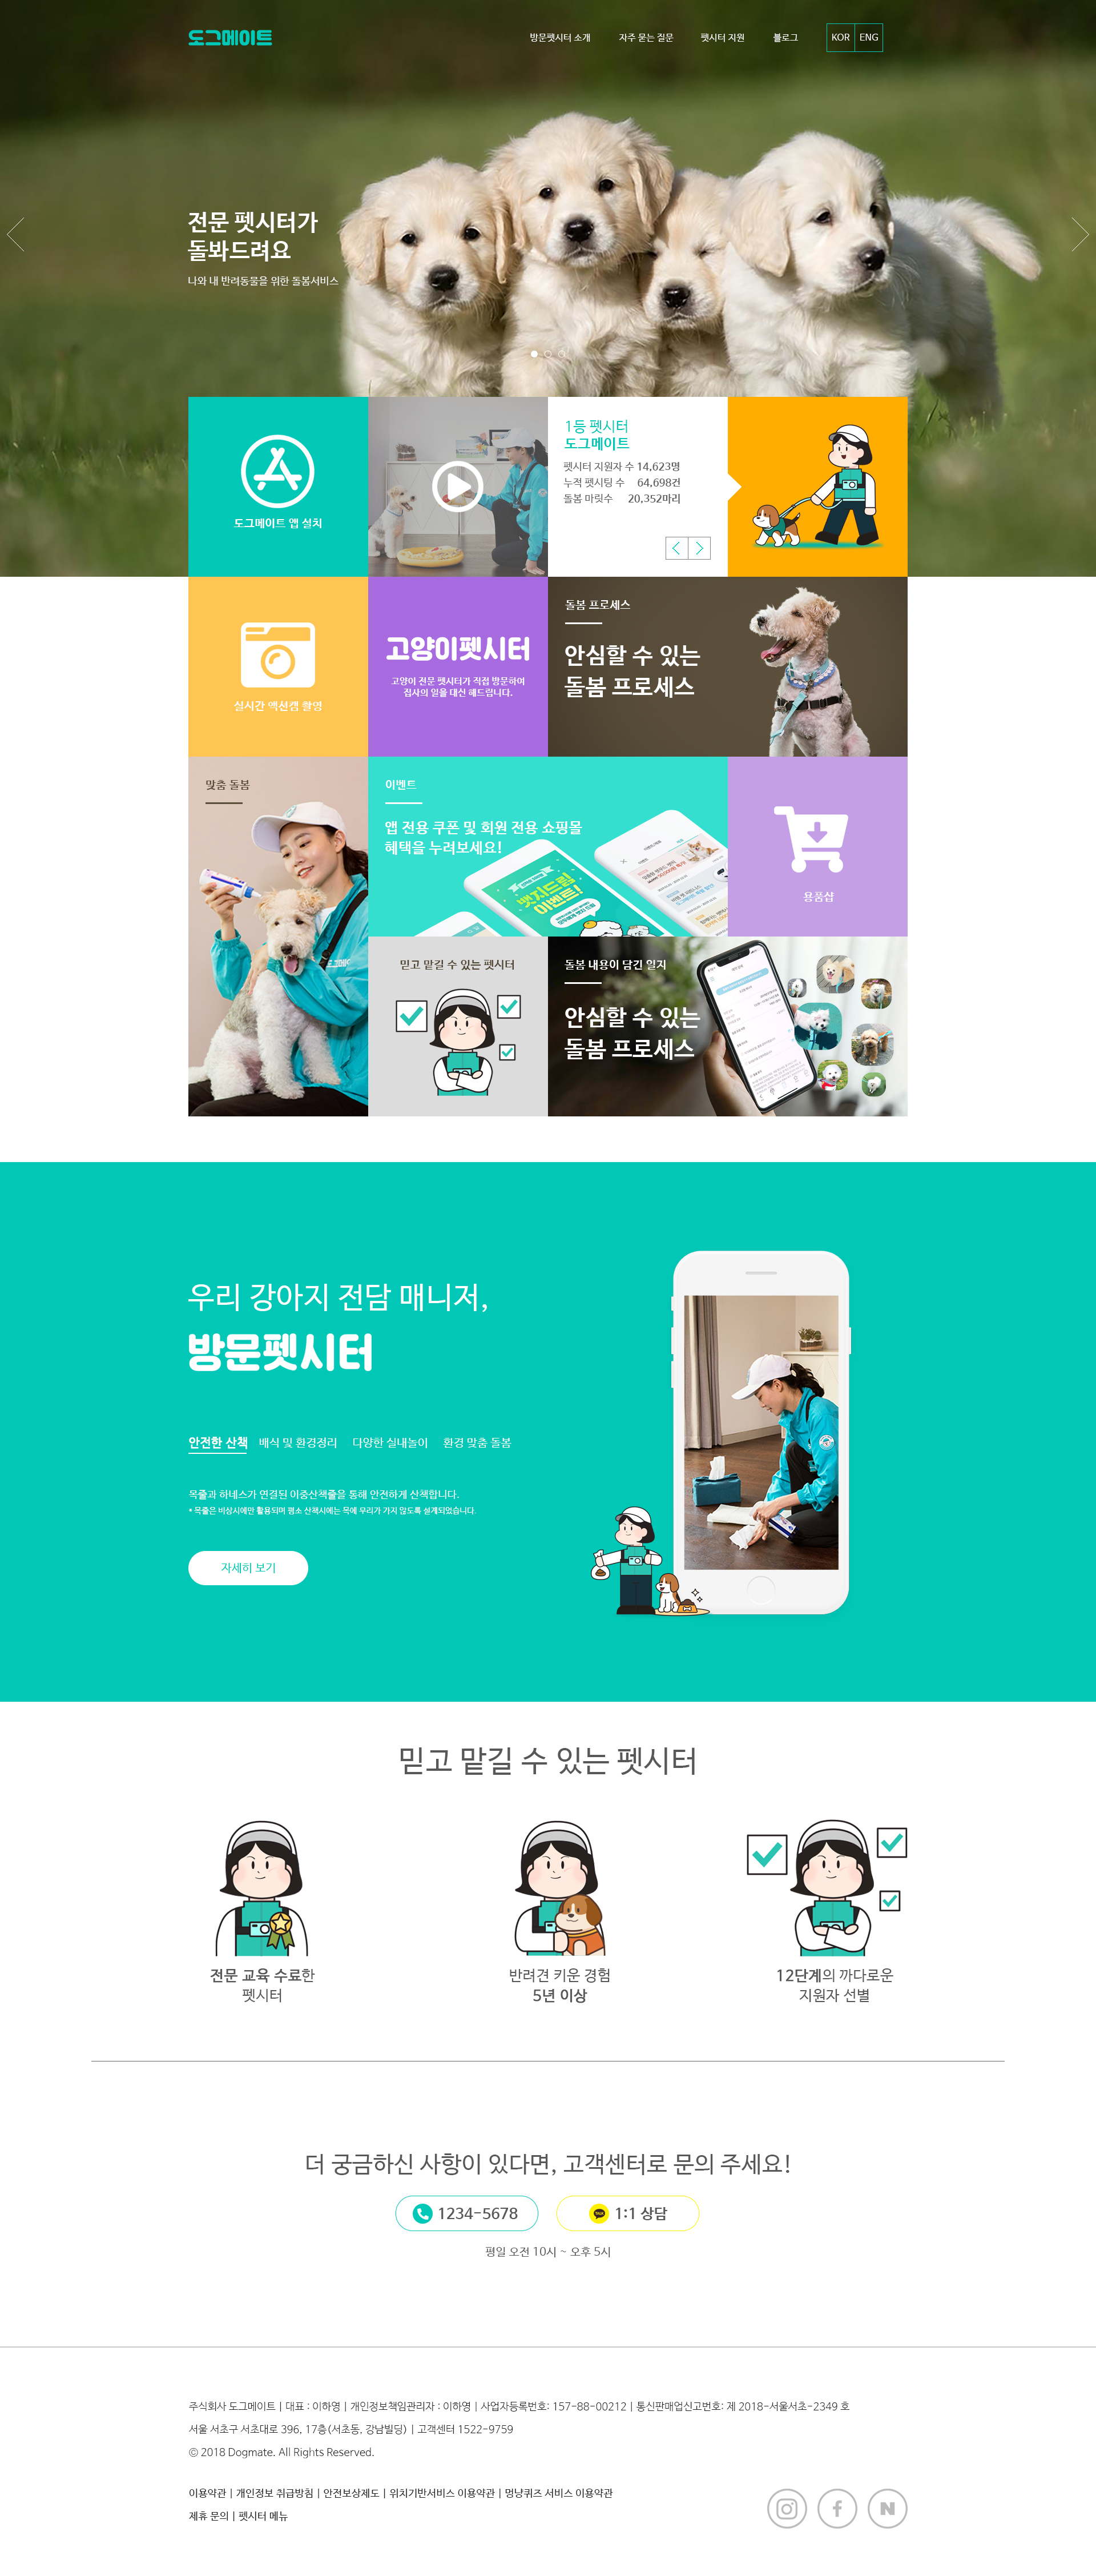 도그메이트
방문펫시터 소개
자주 묻는 질문
펫시터 지원
블로그
KOR
ENG
전문 펫시터가
돌봐드려요
나와 내 반려동물을 위한 돌봄서비스
도그메이트 앱 설치
1등 펫시터
도그메이트
펫시터 지원자 수 14,623명
누적 펫시팅 수 64,698건
돌봄 마릿수 20,352마리
실시간 액션캠 촬영
고양이펫시터
고양이 전문 펫시터가 직접 방문하여
집사의 일을 대신 해드립니다.
돌봄 프로세스
안심할 수 있는
돌봄 프로세스
맞춤 돌봄
이벤트
앱 전용 쿠폰 및 회원 전용 쇼핑몰
혜택을 누려보세요!
뱃지드림
이벤트!
용품샵
믿고 맡길 수 있는 펫시터
돌봄 내용이 담긴 일지
안심할 수 있는
돌봄 프로세스
우리 강아지 전담 매니저,
방문펫시터
안전한 산책
배식 및 환경정리
다양한 실내놀이
환경 맞춤 돌봄
목줄과 하네스가 연결된 이중산책줄을 통해 안전하게 산책합니다.
* 목줄은 비상시에만 활용되며 평소 산책시에는 목에 무리가 가지 않도록 설계되었습니다.
자세히 보기
믿고 맡길 수 있는 펫시터
전문 교육 수료한
펫시터
반려견 키운 경험
5년 이상
12단계의 까다로운
지원자 선별
더 궁금하신 사항이 있다면, 고객센터로 문의 주세요!
1234-5678
1:1 상담
평일 오전 10시 ~ 오후 5시
주식회사 도그메이트 | 대표 : 이하영 | 개인정보책임관리자 : 이하영 | 사업자등록번호: 157-88-00212 | 통신판매업신고번호: 제 2018-서울서초-2349 호
서울 서초구 서초대로 396, 17층(서초동, 강남빌딩) | 고객센터 1522-9759
© 2018 Dogmate. All Rights Reserved.
이용약관 | 개인정보 취급방침 | 안전보상제도 | 위치기반서비스 이용약관 | 멍냥퀴즈 서비스 이용약관
제휴 문의 | 펫시터 메뉴